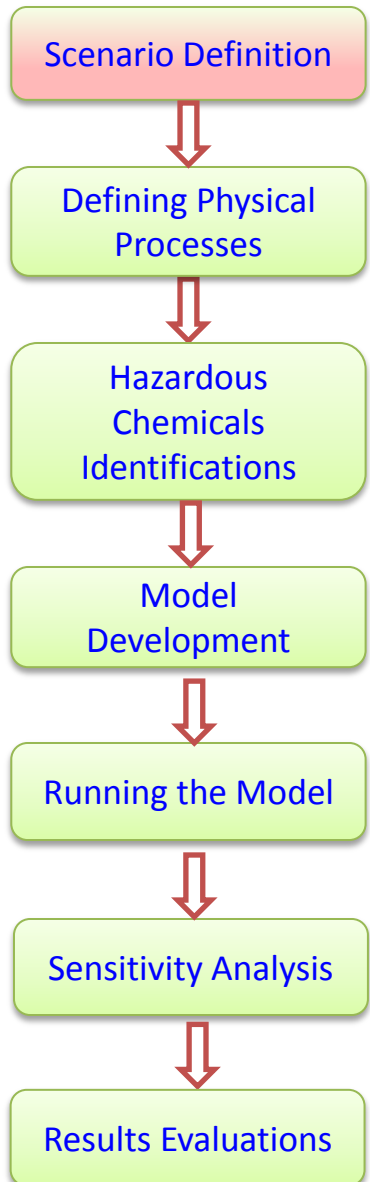 Scenario Definition
Defining Physical
Processes
Hazardous
Chemicals
Identifications
Model
Development
Running the Model
Sensitivity Analysis
Results Evaluations